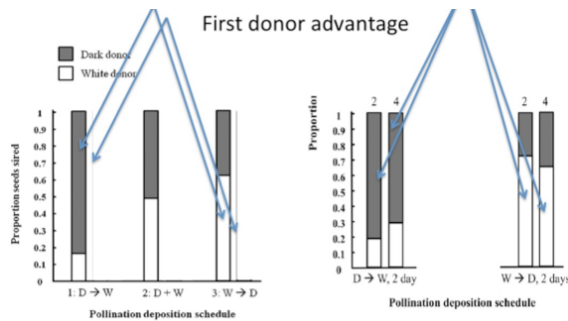 First donor advantage
Dark donor
White donor
Proportion seeds sired
1
0.9
0.8
0.7
0.6
0.5
0.4
0.3
0.2
0.1
0
1: D → W
2: D + W
3: W → D
Pollination deposition schedule
2 4
2 4
1
0.9
0.8
0.7
0.6
0.5
0.4
0.3
0.2
0.1
0
D → W, 2 day
W → D, 2 days
Pollination deposition schedule